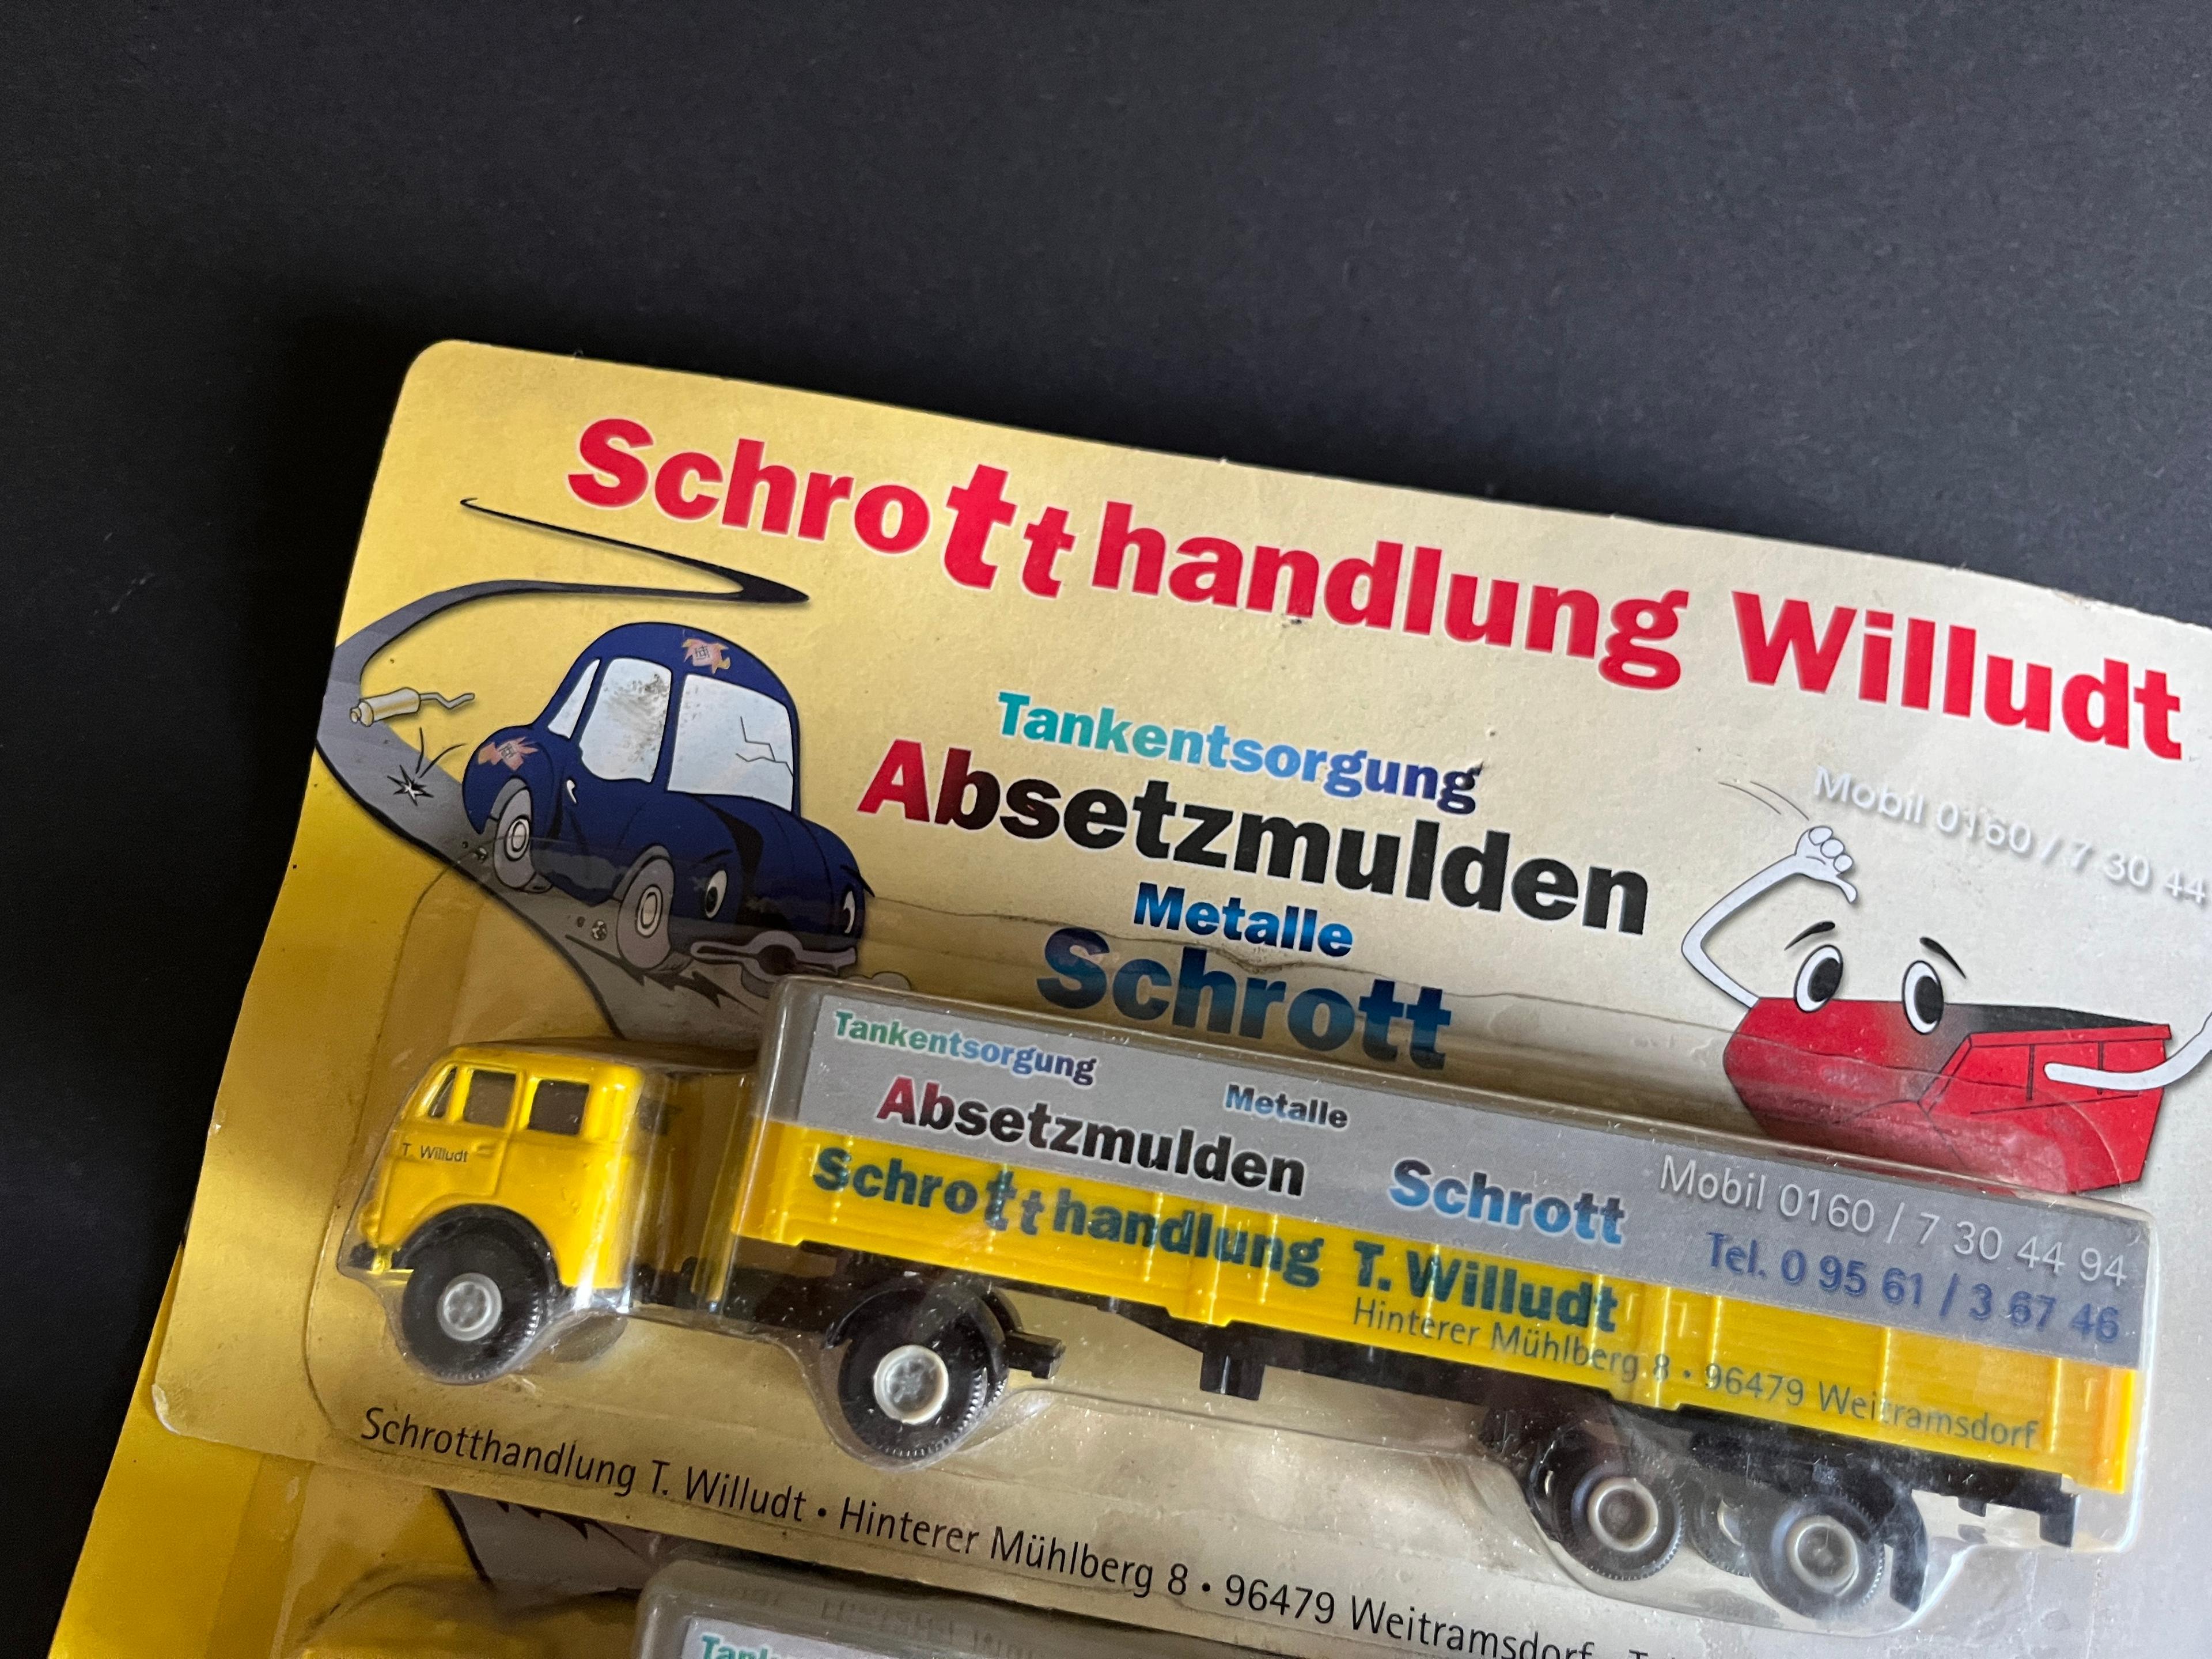 Schrotthandlung Willudt
Tankentsorgung
Absetzmulden
Metalle
Schrott
Mobil 0160 / 7 30 44
Tankentsorgung
Absetzmulden
Metalle
Schrott
Mobil 0160 / 7 30 44 94
Tel. 0 95 61 / 3 67 46
T. Willudt
Schrotthandlung T. Willudt
Hinterer Mühlberg 8 • 96479 Weitramsdorf
Schrotthandlung T. Willudt • Hinterer Mühlberg 8 • 96479 Weitramsdorf